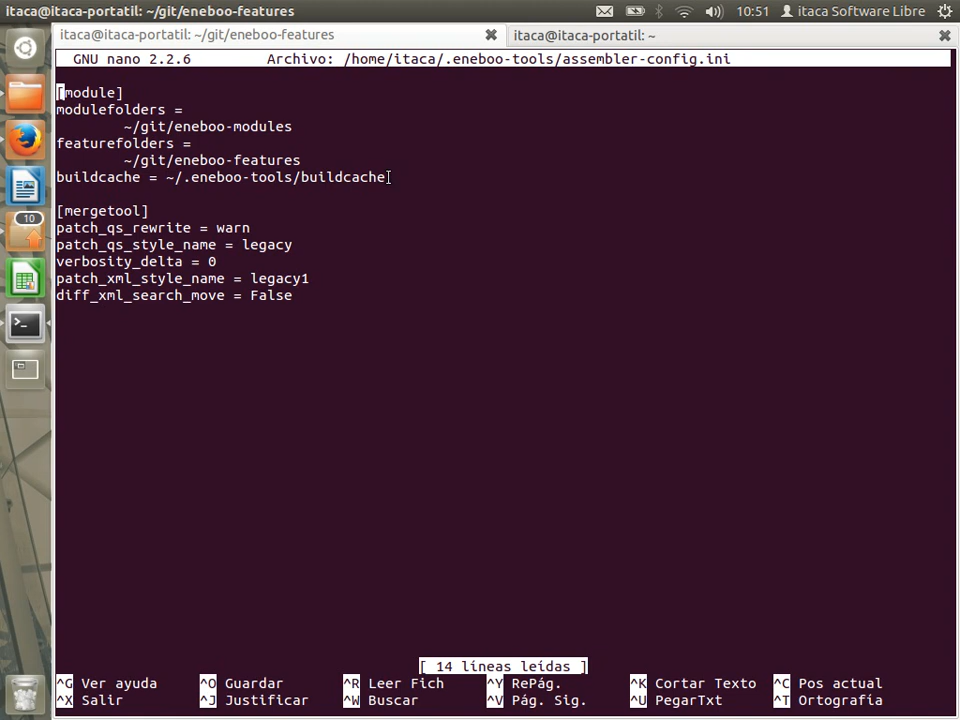 itaca@itaca-portatil: ~/git/eneboo-features
10:51
itaca Software Libre
itaca@itaca-portatil: ~/git/eneboo-features
itaca@itaca-portatil: ~
GNU nano 2.2.6 Archivo: /home/itaca/.eneboo-tools/assembler-config.ini
[module]
modulefolders =
~/git/eneboo-modules
featurefolders =
~/git/eneboo-features
buildcache = ~/.eneboo-tools/buildcache
[mergetool]
patch_qs_rewrite = warn
patch_qs_style_name = legacy
verbosity_delta = 0
patch_xml_style_name = legacy1
diff_xml_search_move = False
10
[ 14 líneas leídas ]
^G Ver ayuda ^O Guardar ^R Leer Fich ^Y RePág. ^K Cortar Texto ^C Pos actual
^X Salir ^J Justificar ^W Buscar ^V Pág. Sig. ^U PegarTxt ^T Ortografía